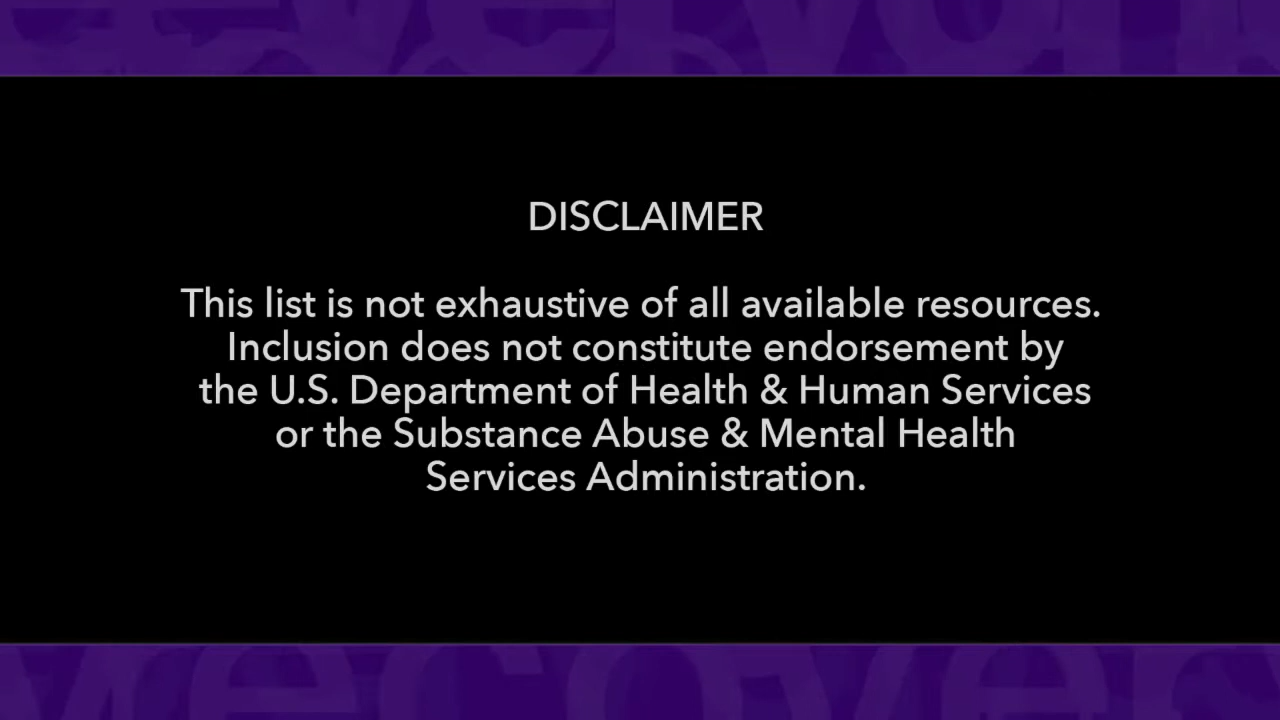 DISCLAIMER
This list is not exhaustive of all available resources.
Inclusion does not constitute endorsement by
the U.S. Department of Health & Human Services
or the Substance Abuse & Mental Health
Services Administration.